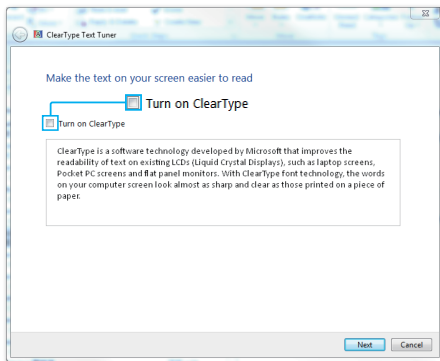 ClearType Text Tuner
Make the text on your screen easier to read
Turn on ClearType
Turn on ClearType
ClearType is a software technology developed by Microsoft that improves the
readability of text on existing LCDs (Liquid Crystal Displays), such as laptop screens,
Pocket PC screens and flat panel monitors. With ClearType font technology, the words
on your computer screen look almost as sharp and clear as those printed on a piece of
paper.
Next Cancel